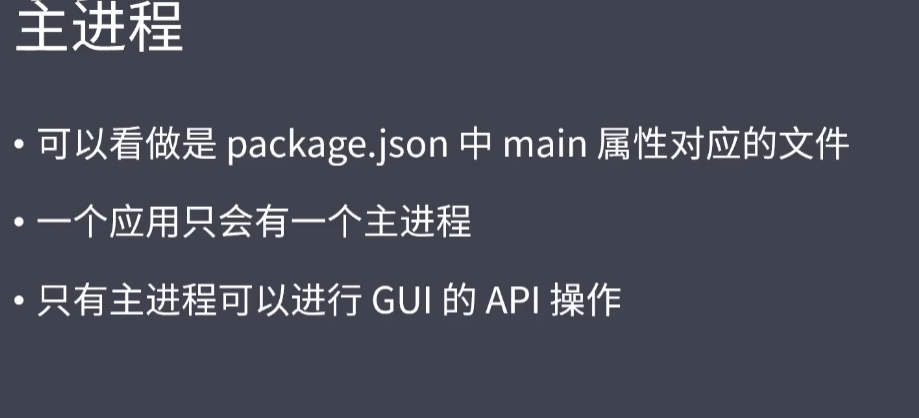 主进程
• 可以看做是 package.json 中 main 属性对应的文件
• 一个应用只会有一个主进程
• 只有主进程可以进行 GUI 的 API 操作